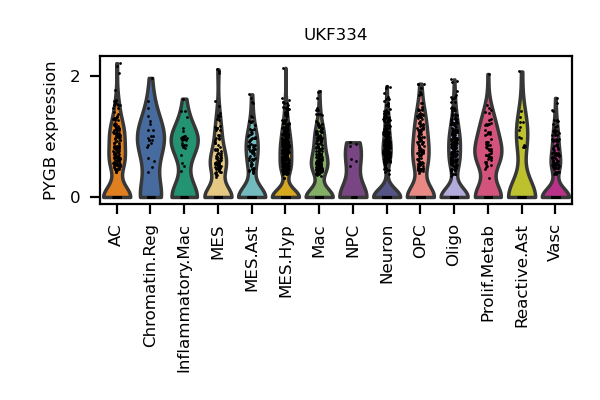 UKF334
PYGB expression
2
0
AC
Chromatin.Reg
Inflammatory.Mac
MES
MES.Ast
MES.Hyp
Mac
NPC
Neuron
OPC
Oligo
Prolif.Metab
Reactive.Ast
Vasc